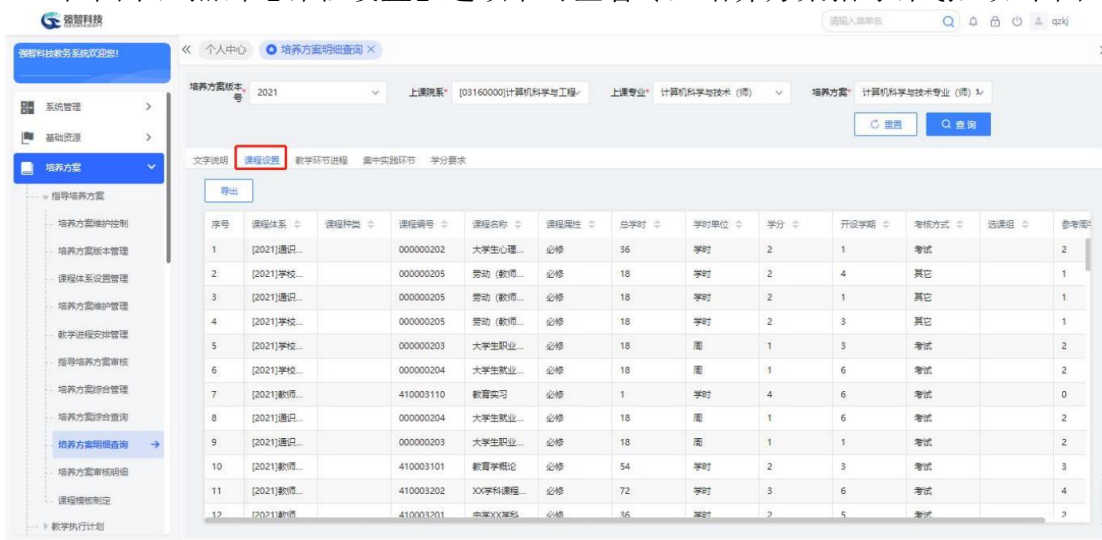 强智科技
请输入菜单名
qzkj
强智科技教务系统欢迎您!
个人中心
培养方案明细查询
系统管理
基础资源
培养方案
指导培养方案
培养方案维护控制
培养方案版本管理
课程体系设置管理
培养方案维护管理
教学进程安排管理
指导培养方案审核
培养方案综合管理
培养方案综合查询
培养方案明细查询
培养方案审核明细
课程模板制定
教学执行计划
培养方案版本号* 2021
上课院系* [03160000]计算机科学与工程
上课专业* 计算机科学与技术（师）
培养方案* 计算机科学与技术专业（师）
重置 查询
文字说明 课程设置 教学环节进程 集中实践环节 学分要求
导出
序号 课程体系 课程种类 课程编号 课程名称 课程属性 总学时 学时单位 学分 开设学期 考核方式 选课组 参考周
1 [2021]通识... 000000202 大学生心理... 必修 36 学时 2 1 考试 2
2 [2021]学校... 000000205 劳动（教师... 必修 18 学时 2 4 其它 1
3 [2021]通识... 000000205 劳动（教师... 必修 18 学时 2 1 其它 1
4 [2021]学校... 000000205 劳动（教师... 必修 18 学时 2 3 其它 1
5 [2021]学校... 000000203 大学生职业... 必修 18 周 1 3 考试 2
6 [2021]学校... 000000204 大学生就业... 必修 18 周 1 6 考试 2
7 [2021]教师... 410003110 教育实习 必修 1 学时 4 6 考试 0
8 [2021]通识... 000000204 大学生就业... 必修 18 周 1 6 考试 2
9 [2021]通识... 000000203 大学生职业... 必修 18 周 1 1 考试 2
10 [2021]教师... 410003101 教育学概论 必修 54 学时 2 3 考试 3
11 [2021]教师... 410003202 XX学科课程... 必修 72 学时 3 6 考试 4
12 [2021]教师 410003201 中学XX学科 必修 36 学时 2 5 考试 2